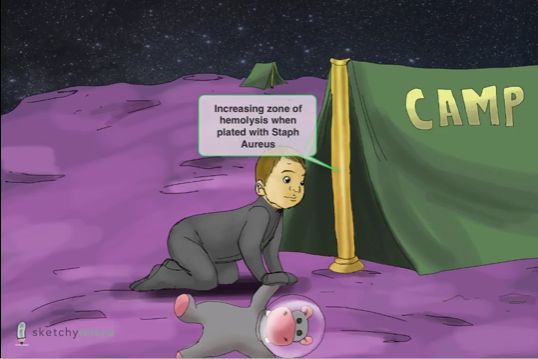 CAMP
Increasing zone of
hemolysis when
plated with Staph
Aureus
sketchy